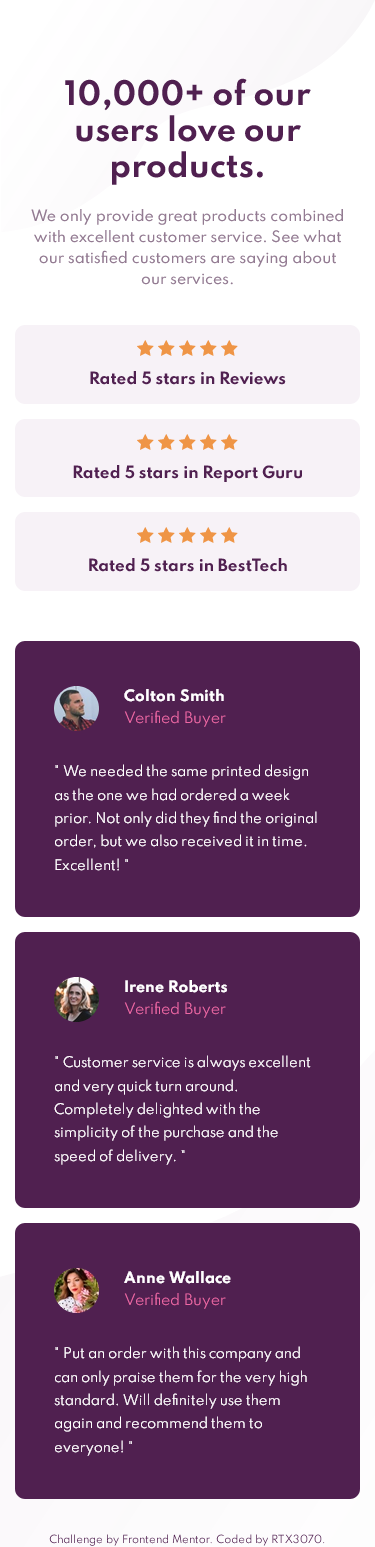 10,000+ of our
users love our
products.
We only provide great products combined
with excellent customer service. See what
our satisfied customers are saying about
our services.
Rated 5 stars in Reviews
Rated 5 stars in Report Guru
Rated 5 stars in BestTech
Colton Smith
Verified Buyer
" We needed the same printed design
as the one we had ordered a week
prior. Not only did they find the original
order, but we also received it in time.
Excellent! "
Irene Roberts
Verified Buyer
" Customer service is always excellent
and very quick turn around.
Completely delighted with the
simplicity of the purchase and the
speed of delivery. "
Anne Wallace
Verified Buyer
" Put an order with this company and
can only praise them for the very high
standard. Will definitely use them
again and recommend them to
everyone! "
Challenge by Frontend Mentor. Coded by RTX3070.